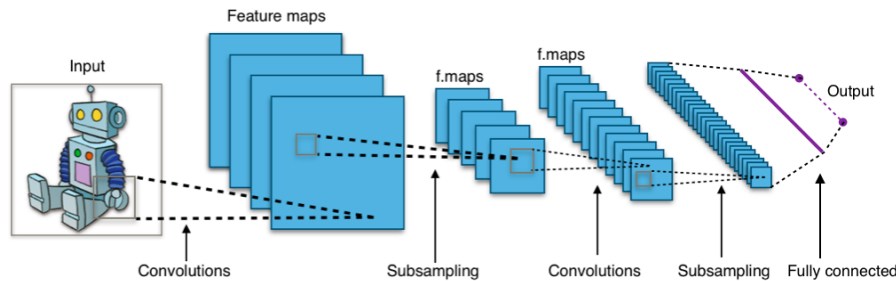 Feature maps
Input
f.maps
f.maps
Output
Convolutions
Subsampling
Convolutions
Subsampling
Fully connected